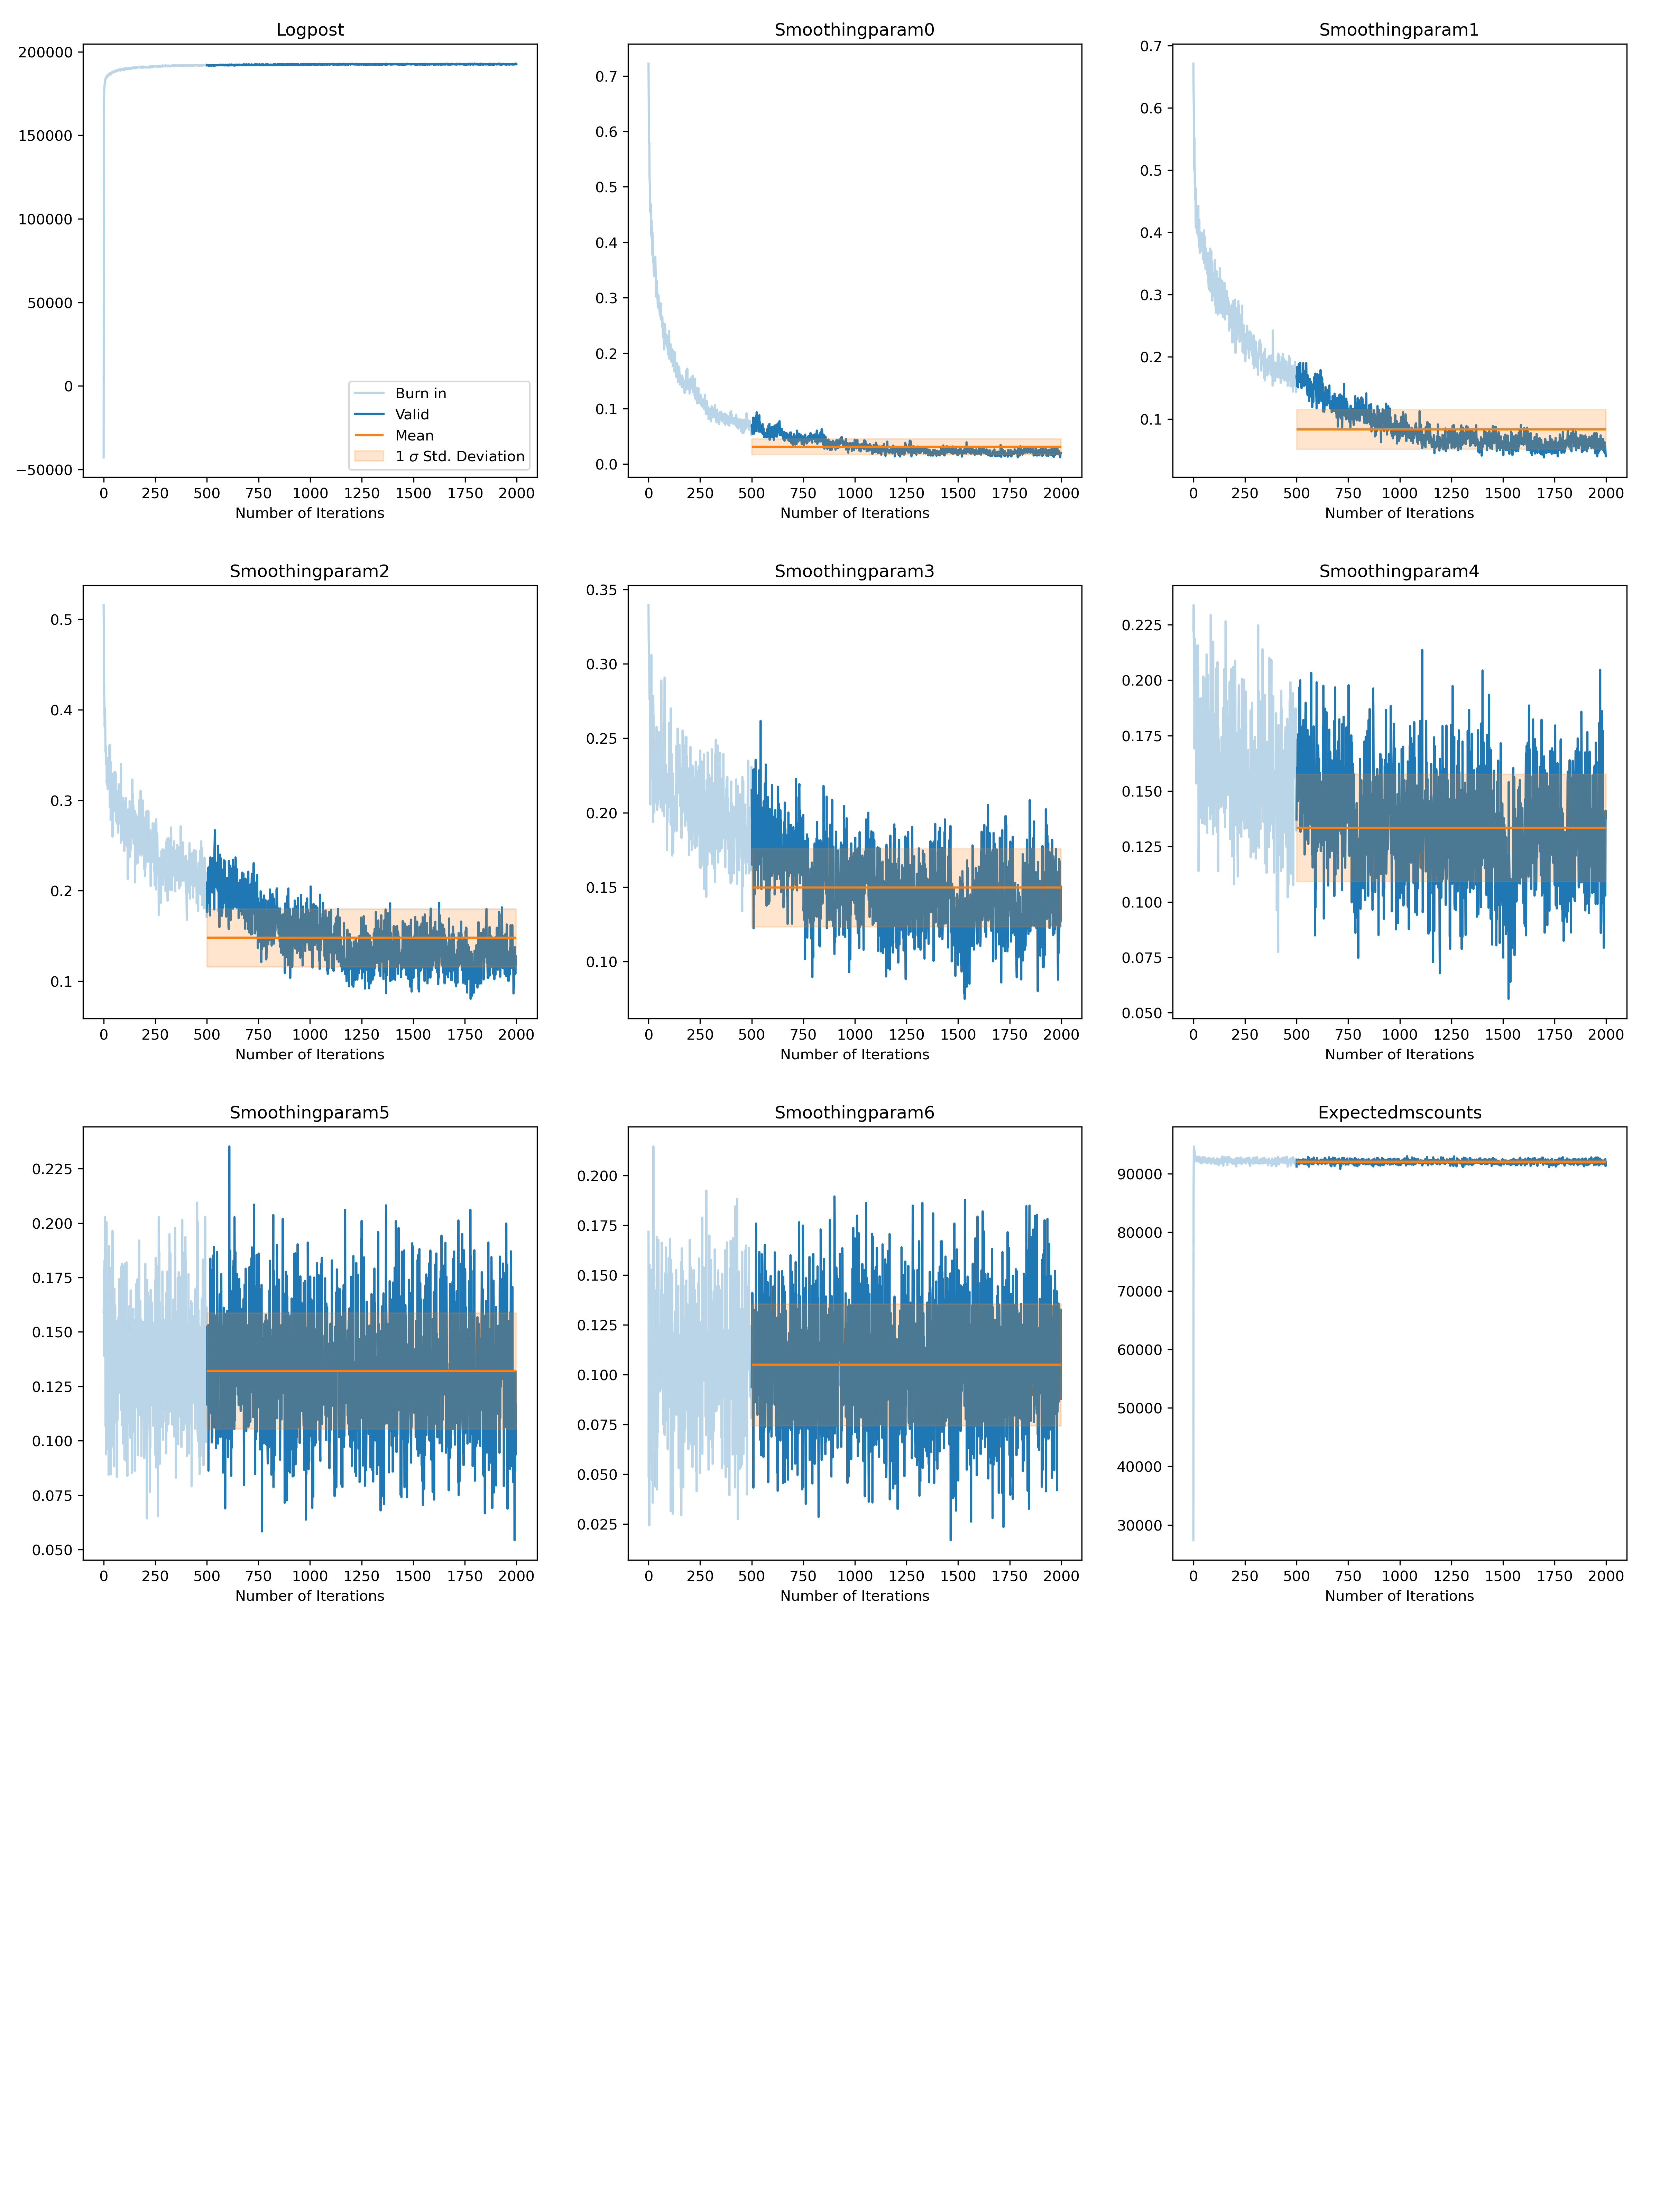 Logpost
200000
150000
100000
50000
0
−50000
Burn in
Valid
Mean
1 σ Std. Deviation
0 250 500 750 1000 1250 1500 1750 2000
Number of Iterations
Smoothingparam0
0.7
0.6
0.5
0.4
0.3
0.2
0.1
0.0
0 250 500 750 1000 1250 1500 1750 2000
Number of Iterations
Smoothingparam1
0.7
0.6
0.5
0.4
0.3
0.2
0.1
0 250 500 750 1000 1250 1500 1750 2000
Number of Iterations
Smoothingparam2
0.5
0.4
0.3
0.2
0.1
0 250 500 750 1000 1250 1500 1750 2000
Number of Iterations
Smoothingparam3
0.35
0.30
0.25
0.20
0.15
0.10
0 250 500 750 1000 1250 1500 1750 2000
Number of Iterations
Smoothingparam4
0.225
0.200
0.175
0.150
0.125
0.100
0.075
0.050
0 250 500 750 1000 1250 1500 1750 2000
Number of Iterations
Smoothingparam5
0.225
0.200
0.175
0.150
0.125
0.100
0.075
0.050
0 250 500 750 1000 1250 1500 1750 2000
Number of Iterations
Smoothingparam6
0.200
0.175
0.150
0.125
0.100
0.075
0.050
0.025
0 250 500 750 1000 1250 1500 1750 2000
Number of Iterations
Expectedmscounts
90000
80000
70000
60000
50000
40000
30000
0 250 500 750 1000 1250 1500 1750 2000
Number of Iterations